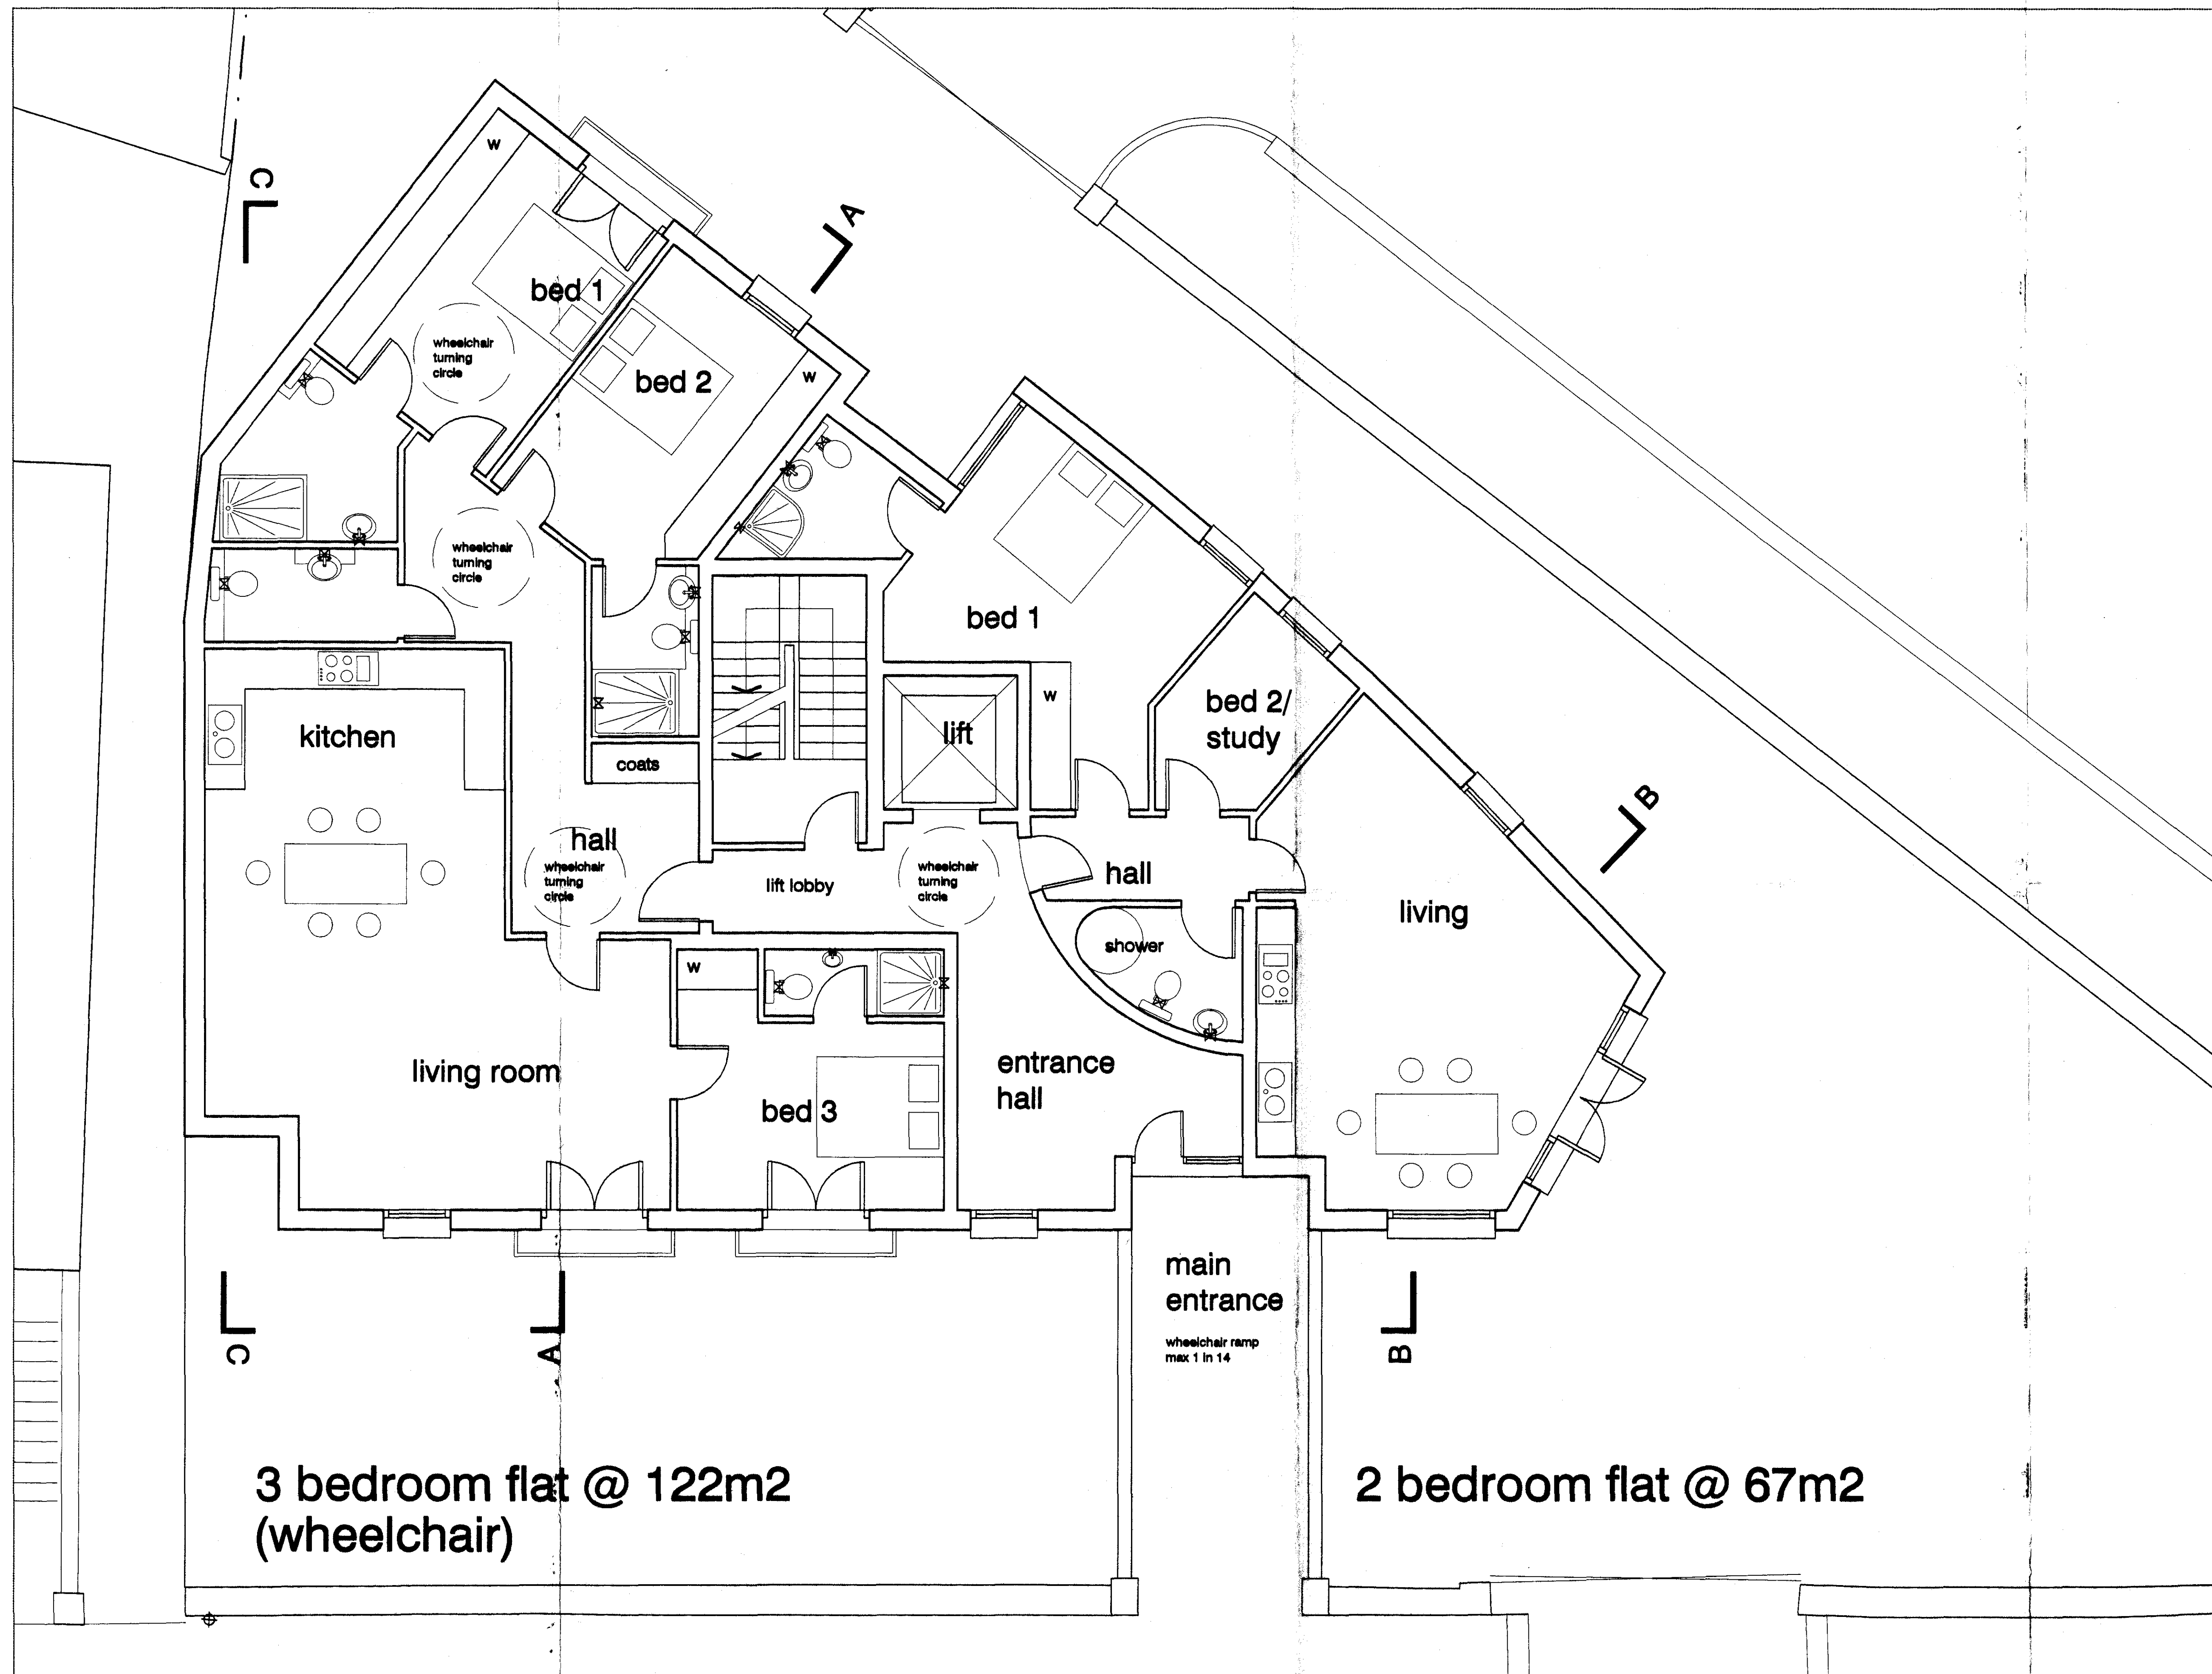 C
A
w
bed 1
wheelchair
turning
circle
bed 2
w
wheelchair
turning
circle
bed 1
w
bed 2/
study
lift
kitchen
coats
hall
wheelchair
turning
circle
lift lobby
wheelchair
turning
circle
hall
B
living
shower
w
living room
bed 3
entrance
hall
main
entrance
wheelchair ramp
max 1 in 14
C
A
B
3 bedroom flat @ 122m2
(wheelchair)
2 bedroom flat @ 67m2